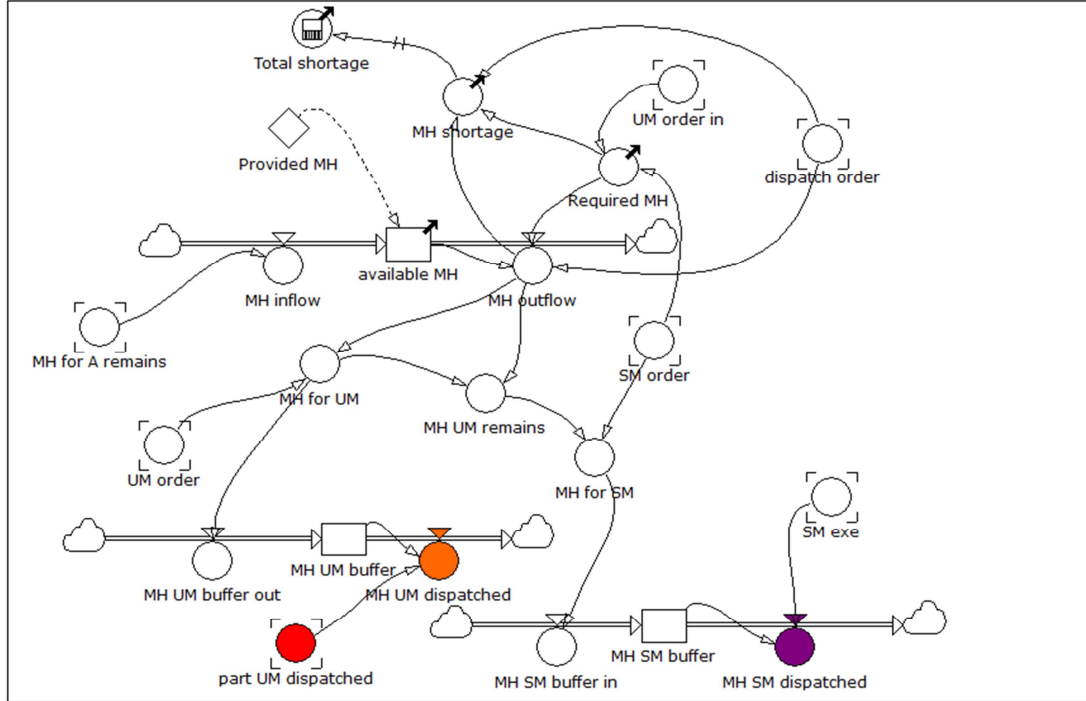 Total shortage
UM order in
MH shortage
Provided MH
dispatch order
Required MH
available MH
MH inflow
MH outflow
MH for A remains
SM order
MH for UM
MH UM remains
UM order
MH for SM
SM exe
MH UM buffer
MH UM buffer out
MH UM dispatched
MH SM buffer
part UM dispatched
MH SM buffer in
MH SM dispatched